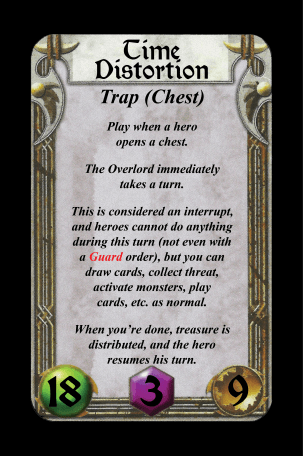 Time
Distortion
Trap (Chest)
Play when a hero
opens a chest.
The Overlord immediately
takes a turn.
This is considered an interrupt,
and heroes cannot do anything
during this turn (not even with
a Guard order), but you can
draw cards, collect threat,
activate monsters, play
cards, etc. as normal.
When you're done, treasure is
distributed, and the hero
resumes his turn.
18 3 9